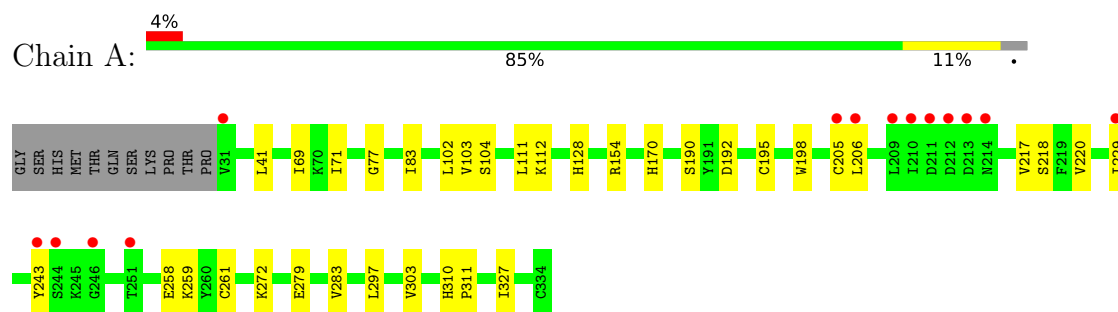 4%
Chain A:
85% 11% •
GLY SER HIS MET THR GLN SER LYS PRO THR PRO V31 L41 I69 K70 I71 G77 I83 L102 V103 S104 L111 K112 H128 R154 H170 S190 Y191 D192 C195 W198 C205 L206 L209 I210 D211 D212 D213 N214 V217 S218 F219 V220
Y243 S244 K245 G246 T251 E258 K259 Y260 C261 K272 E279 V283 L297 V303 H310 P311 I327 C334